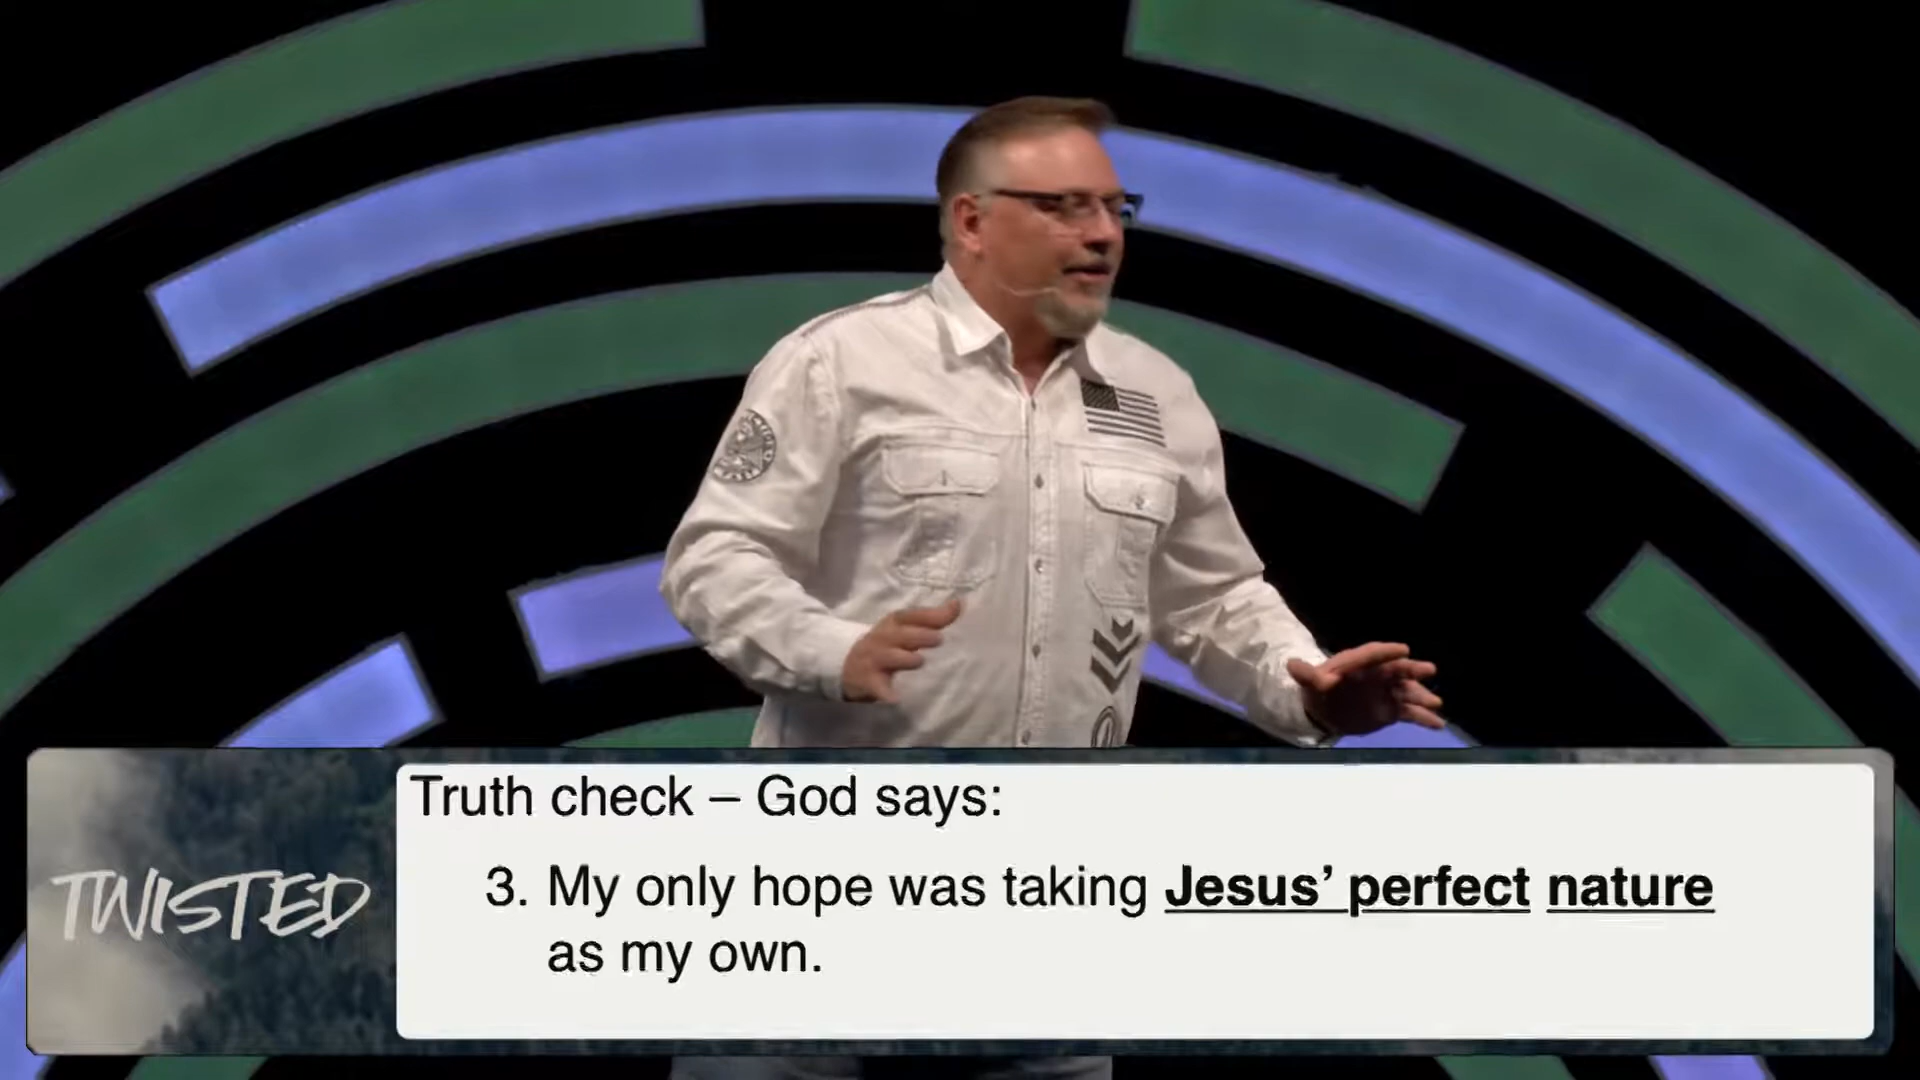 Truth check – God says:
3. My only hope was taking Jesus’ perfect nature
as my own.
TWISTED